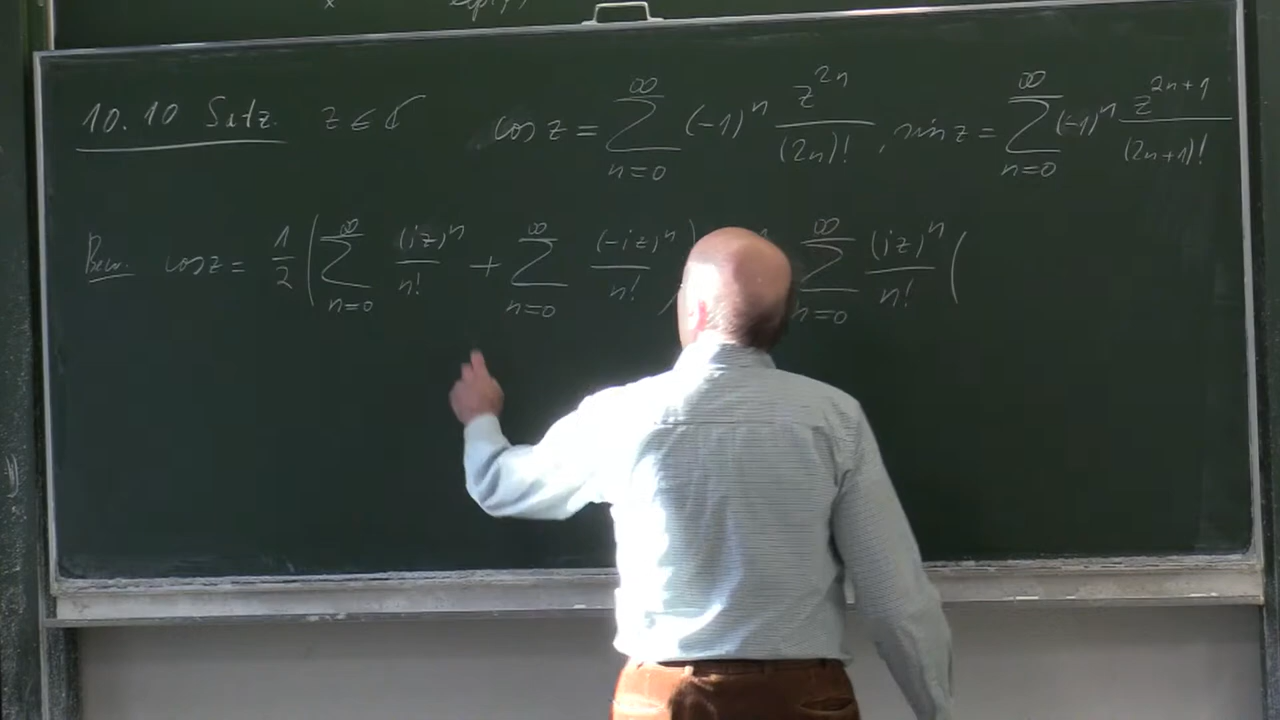 10.10 Satz. z ∈ ℂ cos z = ∑_{n=0}^{∞} (-1)^n z^{2n}/(2n)! , sin z = ∑_{n=0}^{∞} (-1)^n z^{2n+1}/(2n+1)!
Bew. cos z = 1/2 ( ∑_{n=0}^{∞} (iz)^n/n! + ∑_{n=0}^{∞} (-iz)^n/n! ) ∑_{n=0}^{∞} (iz)^n/n! (